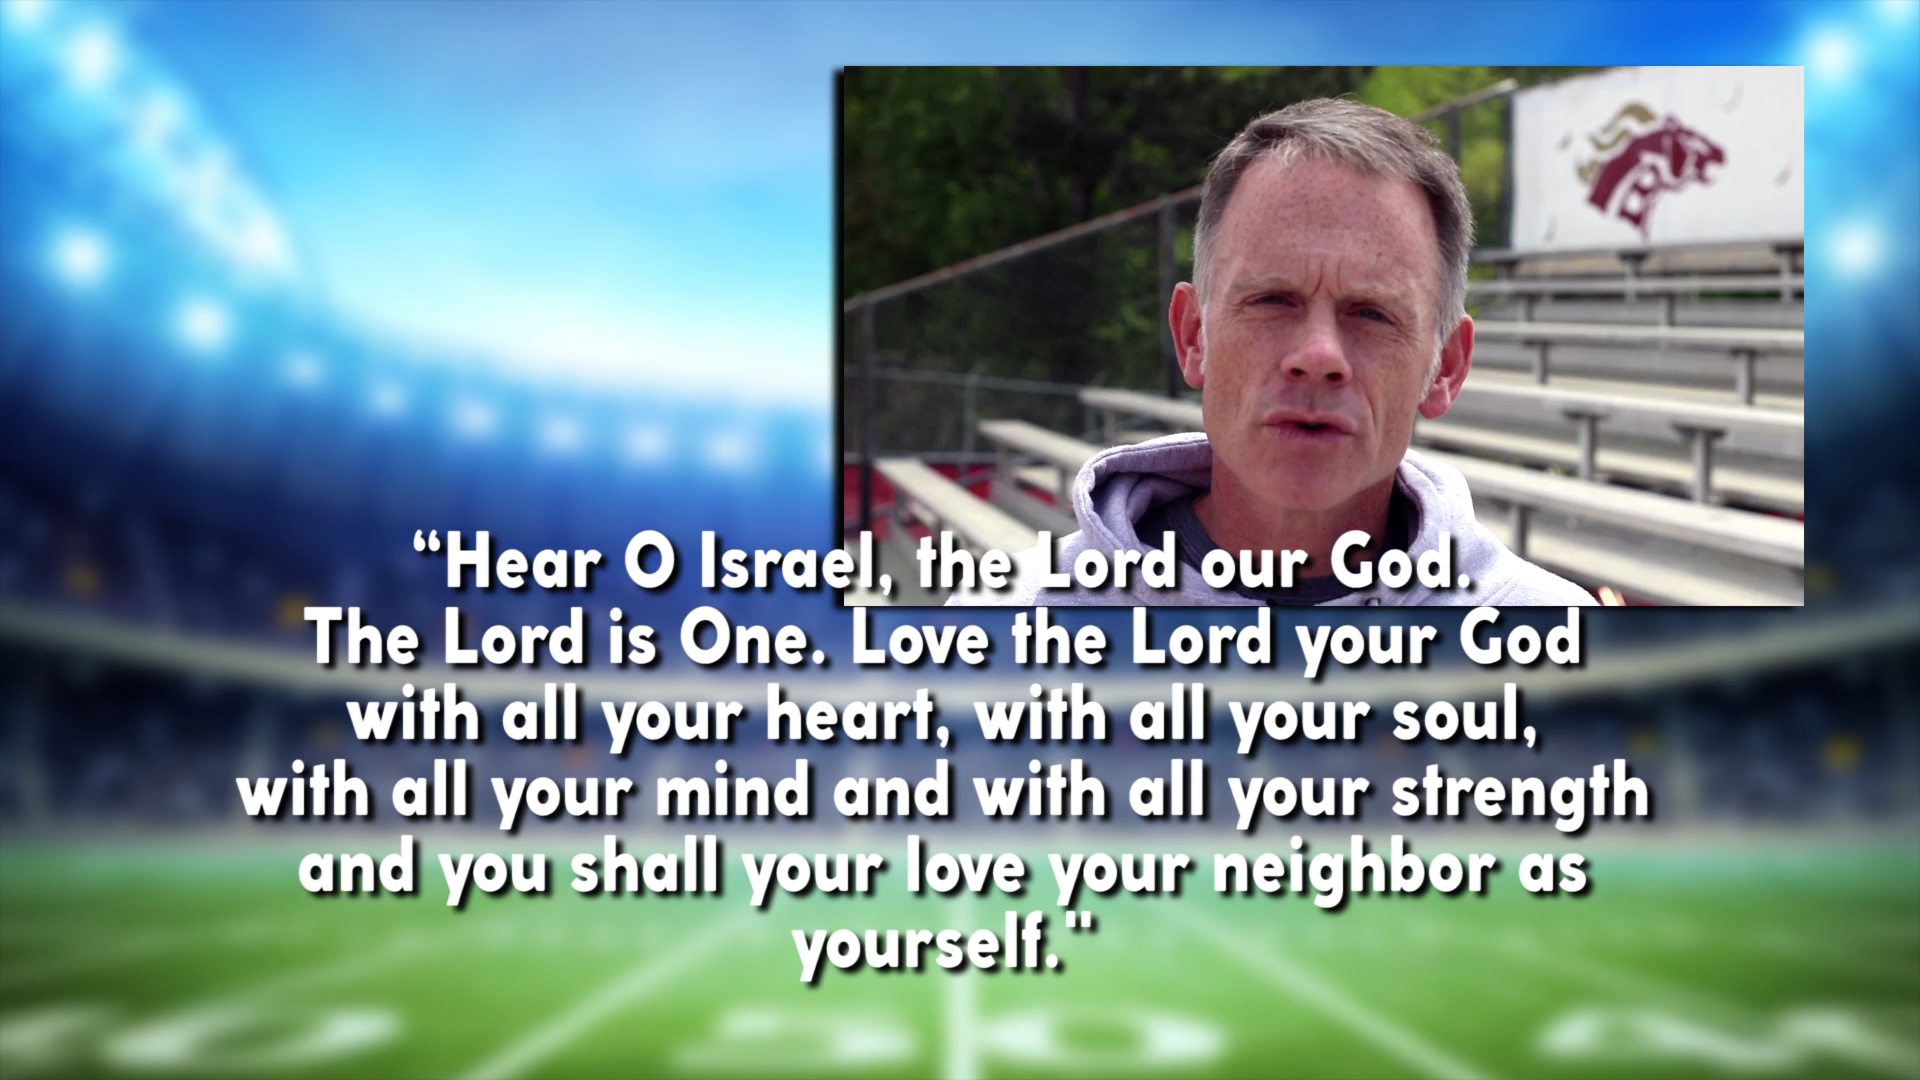 “Hear O Israel, the Lord our God.
The Lord is One. Love the Lord your God
with all your heart, with all your soul,
with all your mind and with all your strength
and you shall your love your neighbor as
yourself."
5 0